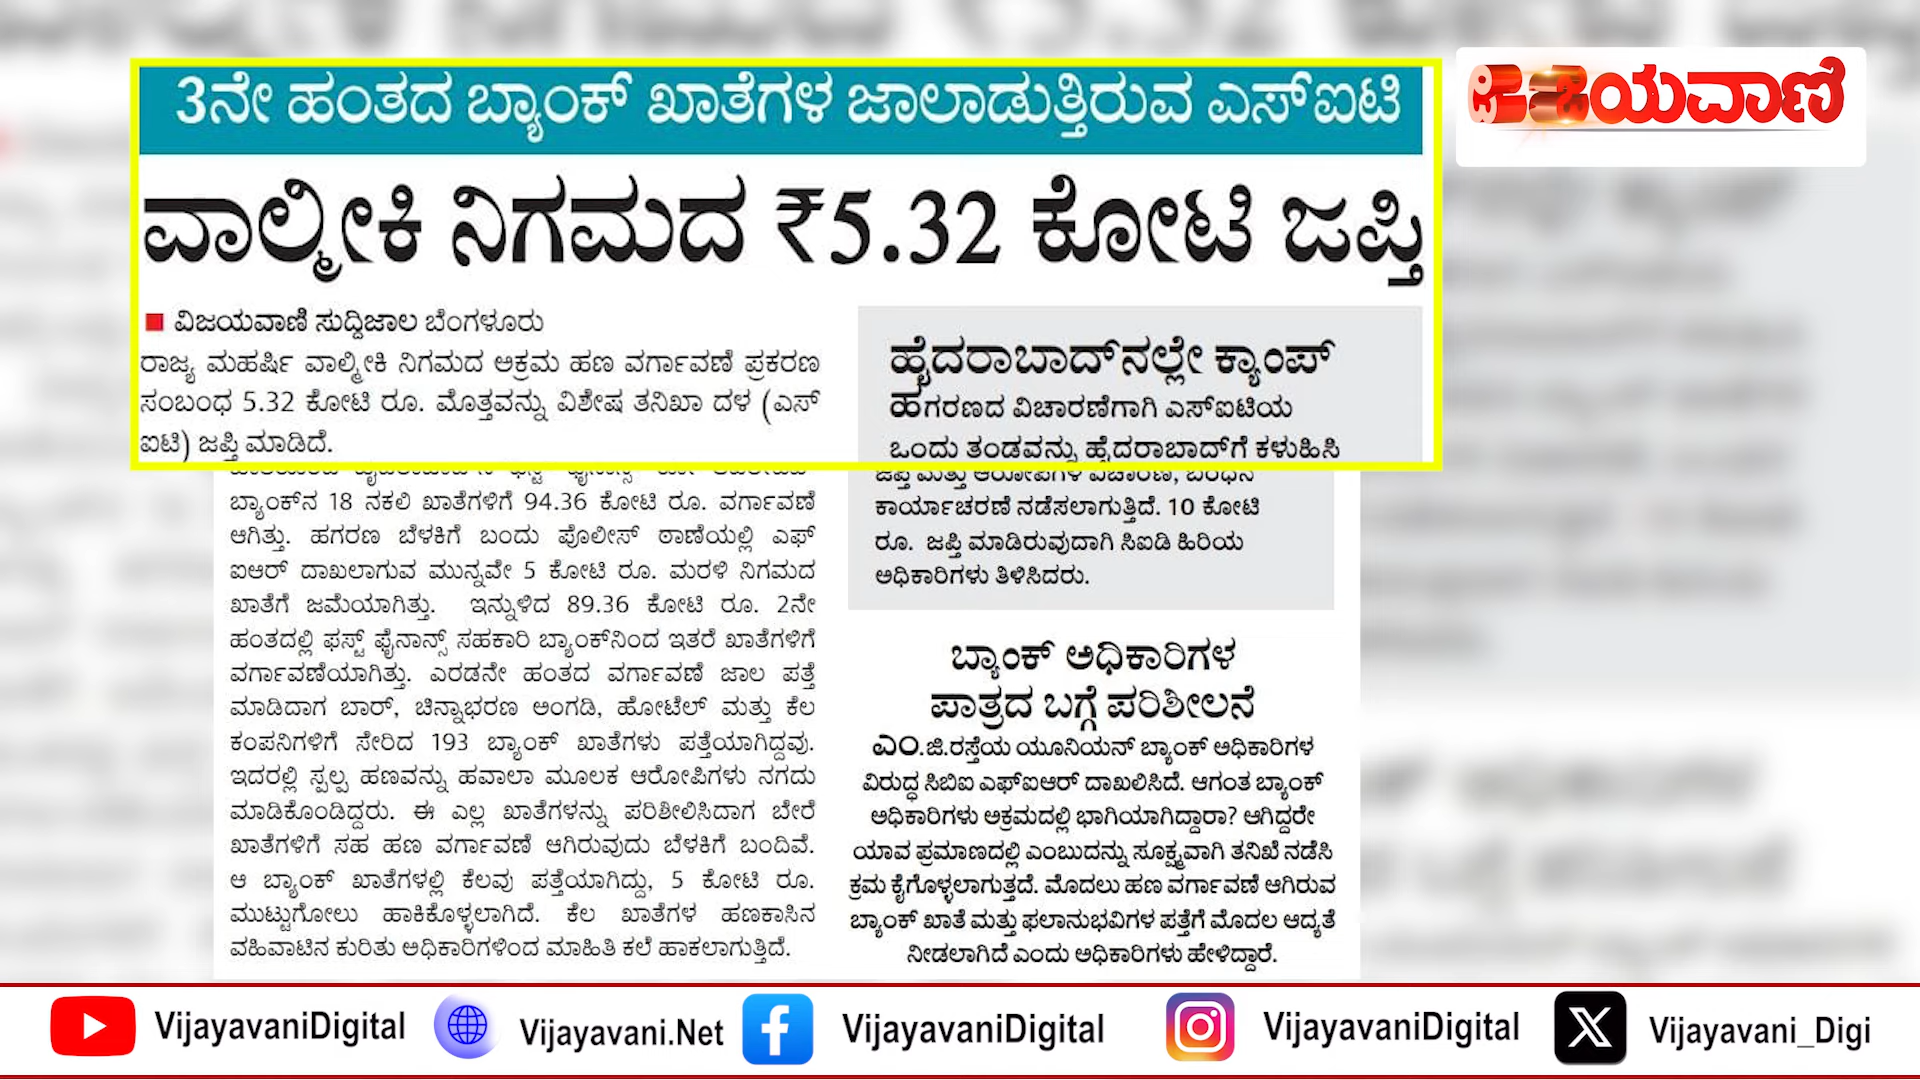 3ನೇ ಹಂತದ ಬ್ಯಾಂಕ್ ಖಾತೆಗಳ ಜಾಲಾಡುತ್ತಿರುವ ಎಸ್‌ಐಟಿ
ವಾಲ್ಮೀಕಿ ನಿಗಮದ ₹5.32 ಕೋಟಿ ಜಪ್ತಿ
ವಿಜಯವಾಣಿ ಸುದ್ದಿಜಾಲ ಬೆಂಗಳೂರು
ರಾಜ್ಯ ಮಹರ್ಷಿ ವಾಲ್ಮೀಕಿ ನಿಗಮದ ಅಕ್ರಮ ಹಣ ವರ್ಗಾವಣೆ ಪ್ರಕರಣ
ಸಂಬಂಧ 5.32 ಕೋಟಿ ರೂ. ಮೊತ್ತವನ್ನು ವಿಶೇಷ ತನಿಖಾ ದಳ (ಎಸ್
ಐಟಿ) ಜಪ್ತಿ ಮಾಡಿದೆ.
ಬ್ಯಾಂಕ್‌ನ 18 ನಕಲಿ ಖಾತೆಗಳಿಗೆ 94.36 ಕೋಟಿ ರೂ. ವರ್ಗಾವಣೆ
ಆಗಿತ್ತು. ಹಗರಣ ಬೆಳಕಿಗೆ ಬಂದು ಪೊಲೀಸ್ ಠಾಣೆಯಲ್ಲಿ ಎಫ್
ಐಆರ್ ದಾಖಲಾಗುವ ಮುನ್ನವೇ 5 ಕೋಟಿ ರೂ. ಮರಳಿ ನಿಗಮದ
ಖಾತೆಗೆ ಜಮೆಯಾಗಿತ್ತು. ಇನ್ನುಳಿದ 89.36 ಕೋಟಿ ರೂ. 2ನೇ
ಹಂತದಲ್ಲಿ ಫಸ್ಟ್ ಫೈನಾನ್ಸ್ ಸಹಕಾರಿ ಬ್ಯಾಂಕ್‌ನಿಂದ ಇತರೆ ಖಾತೆಗಳಿಗೆ
ವರ್ಗಾವಣೆಯಾಗಿತ್ತು. ಎರಡನೇ ಹಂತದ ವರ್ಗಾವಣೆ ಜಾಲ ಪತ್ತೆ
ಮಾಡಿದಾಗ ಬಾರ್, ಚಿನ್ನಾಭರಣ ಅಂಗಡಿ, ಹೋಟೆಲ್ ಮತ್ತು ಕೆಲ
ಕಂಪನಿಗಳಿಗೆ ಸೇರಿದ 193 ಬ್ಯಾಂಕ್ ಖಾತೆಗಳು ಪತ್ತೆಯಾಗಿದ್ದವು.
ಇದರಲ್ಲಿ ಸ್ವಲ್ಪ ಹಣವನ್ನು ಹವಾಲಾ ಮೂಲಕ ಆರೋಪಿಗಳು ನಗದು
ಮಾಡಿಕೊಂಡಿದ್ದರು. ಈ ಎಲ್ಲ ಖಾತೆಗಳನ್ನು ಪರಿಶೀಲಿಸಿದಾಗ ಬೇರೆ
ಖಾತೆಗಳಿಗೆ ಸಹ ಹಣ ವರ್ಗಾವಣೆ ಆಗಿರುವುದು ಬೆಳಕಿಗೆ ಬಂದಿವೆ.
ಆ ಬ್ಯಾಂಕ್ ಖಾತೆಗಳಲ್ಲಿ ಕೆಲವು ಪತ್ತೆಯಾಗಿದ್ದು, 5 ಕೋಟಿ ರೂ.
ಮುಟ್ಟುಗೋಲು ಹಾಕಿಕೊಳ್ಳಲಾಗಿದೆ. ಕೆಲ ಖಾತೆಗಳ ಹಣಕಾಸಿನ
ವಹಿವಾಟಿನ ಕುರಿತು ಅಧಿಕಾರಿಗಳಿಂದ ಮಾಹಿತಿ ಕಲೆ ಹಾಕಲಾಗುತ್ತಿದೆ.
ಹೈದರಾಬಾದ್‌ನಲ್ಲೇ ಕ್ಯಾಂಪ್
ಹಗರಣದ ವಿಚಾರಣೆಗಾಗಿ ಎಸ್‌ಐಟಿಯ
ಒಂದು ತಂಡವನ್ನು ಹೈದರಾಬಾದ್‌ಗೆ ಕಳುಹಿಸಿ
ಜಪ್ತಿ ಮತ್ತು ಆರೋಪಿಗಳ ವಿಚಾರಣೆ, ಬಂಧನ
ಕಾರ್ಯಾಚರಣೆ ನಡೆಸಲಾಗುತ್ತಿದೆ. 10 ಕೋಟಿ
ರೂ. ಜಪ್ತಿ ಮಾಡಿರುವುದಾಗಿ ಸಿಐಡಿ ಹಿರಿಯ
ಅಧಿಕಾರಿಗಳು ತಿಳಿಸಿದರು.
ಬ್ಯಾಂಕ್ ಅಧಿಕಾರಿಗಳ
ಪಾತ್ರದ ಬಗ್ಗೆ ಪರಿಶೀಲನೆ
ಎಂ.ಜಿ.ರಸ್ತೆಯ ಯೂನಿಯನ್ ಬ್ಯಾಂಕ್ ಅಧಿಕಾರಿಗಳ
ವಿರುದ್ಧ ಸಿಬಿಐ ಎಫ್‌ಐಆರ್ ದಾಖಲಿಸಿದೆ. ಆಗಂತ ಬ್ಯಾಂಕ್
ಅಧಿಕಾರಿಗಳು ಅಕ್ರಮದಲ್ಲಿ ಭಾಗಿಯಾಗಿದ್ದಾರಾ? ಆಗಿದ್ದರೇ
ಯಾವ ಪ್ರಮಾಣದಲ್ಲಿ ಎಂಬುದನ್ನು ಸೂಕ್ಷ್ಮವಾಗಿ ತನಿಖೆ ನಡೆಸಿ
ಕ್ರಮ ಕೈಗೊಳ್ಳಲಾಗುತ್ತದೆ. ಮೊದಲು ಹಣ ವರ್ಗಾವಣೆ ಆಗಿರುವ
ಬ್ಯಾಂಕ್ ಖಾತೆ ಮತ್ತು ಫಲಾನುಭವಿಗಳ ಪತ್ತೆಗೆ ಮೊದಲ ಆದ್ಯತೆ
ನೀಡಲಾಗಿದೆ ಎಂದು ಅಧಿಕಾರಿಗಳು ಹೇಳಿದ್ದಾರೆ.
VijayavaniDigital
Vijayavani.Net
VijayavaniDigital
VijayavaniDigital
Vijayavani_Digi